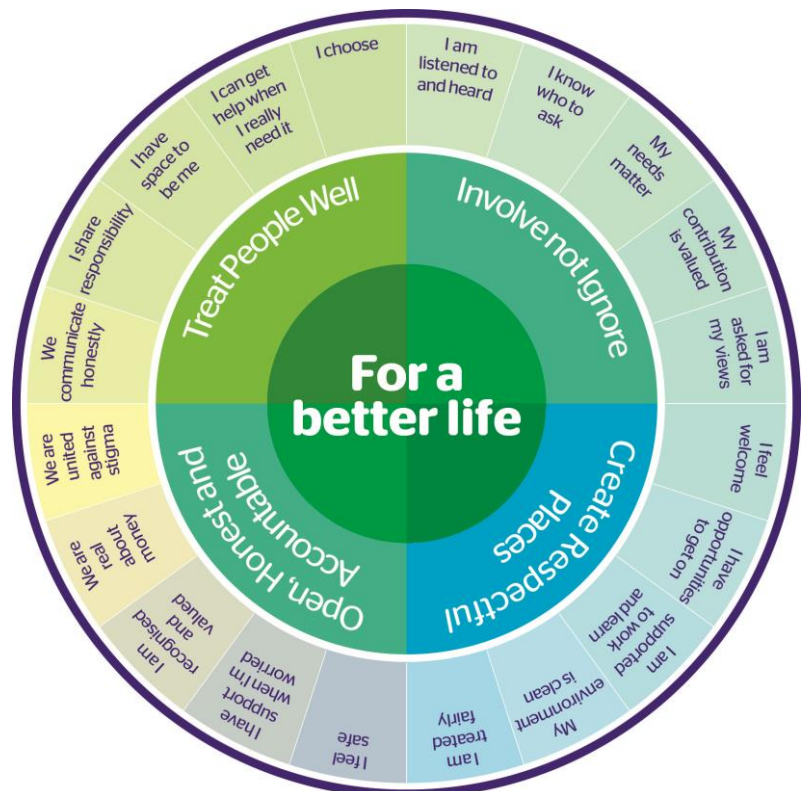 For a
better life
Treat People Well
Involve not Ignore
Create Respectful
Places
Open, Honest and
Accountable
I am
listened to
and heard
I know
who to
ask
My
needs
matter
My
contribution
is valued
I am
asked for
my views
I feel
welcome
I have
opportunities
to get on
I am
supported
to work
and learn
My
environment
is clean
I am
treated
fairly
I feel
safe
I have
support
when I'm
worried
I am
recognised
and
valued
We are
real
about
money
We are
united
against
stigma
We
communicate
honestly
I share
responsibility
I have
space to
be me
I can get
help when
I really
need it
I choose